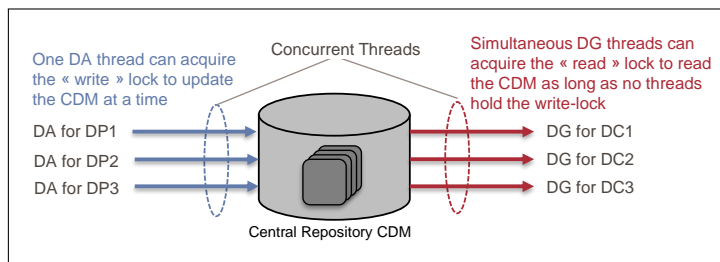 Concurrent Threads
One DA thread can acquire
the « write » lock to update
the CDM at a time
Simultaneous DG threads can
acquire the « read » lock to read
the CDM as long as no threads
hold the write-lock
DA for DP1
DA for DP2
DA for DP3
DG for DC1
DG for DC2
DG for DC3
Central Repository CDM